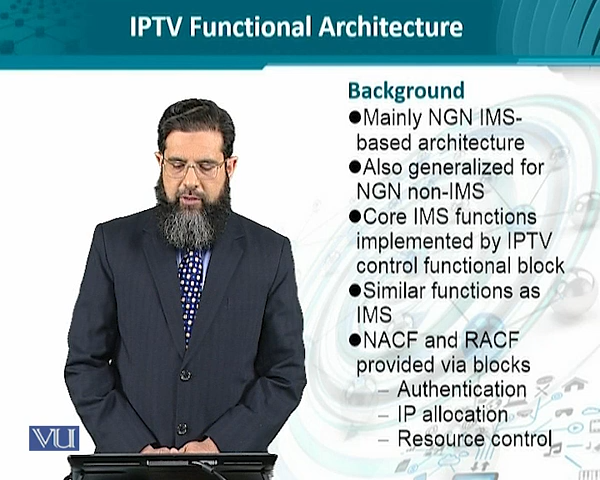 IPTV Functional Architecture
Background
●Mainly NGN IMS-
based architecture
●Also generalized for
NGN non-IMS
●Core IMS functions
implemented by IPTV
control functional block
●Similar functions as
IMS
●NACF and RACF
provided via blocks
– Authentication
– IP allocation
– Resource control
VU